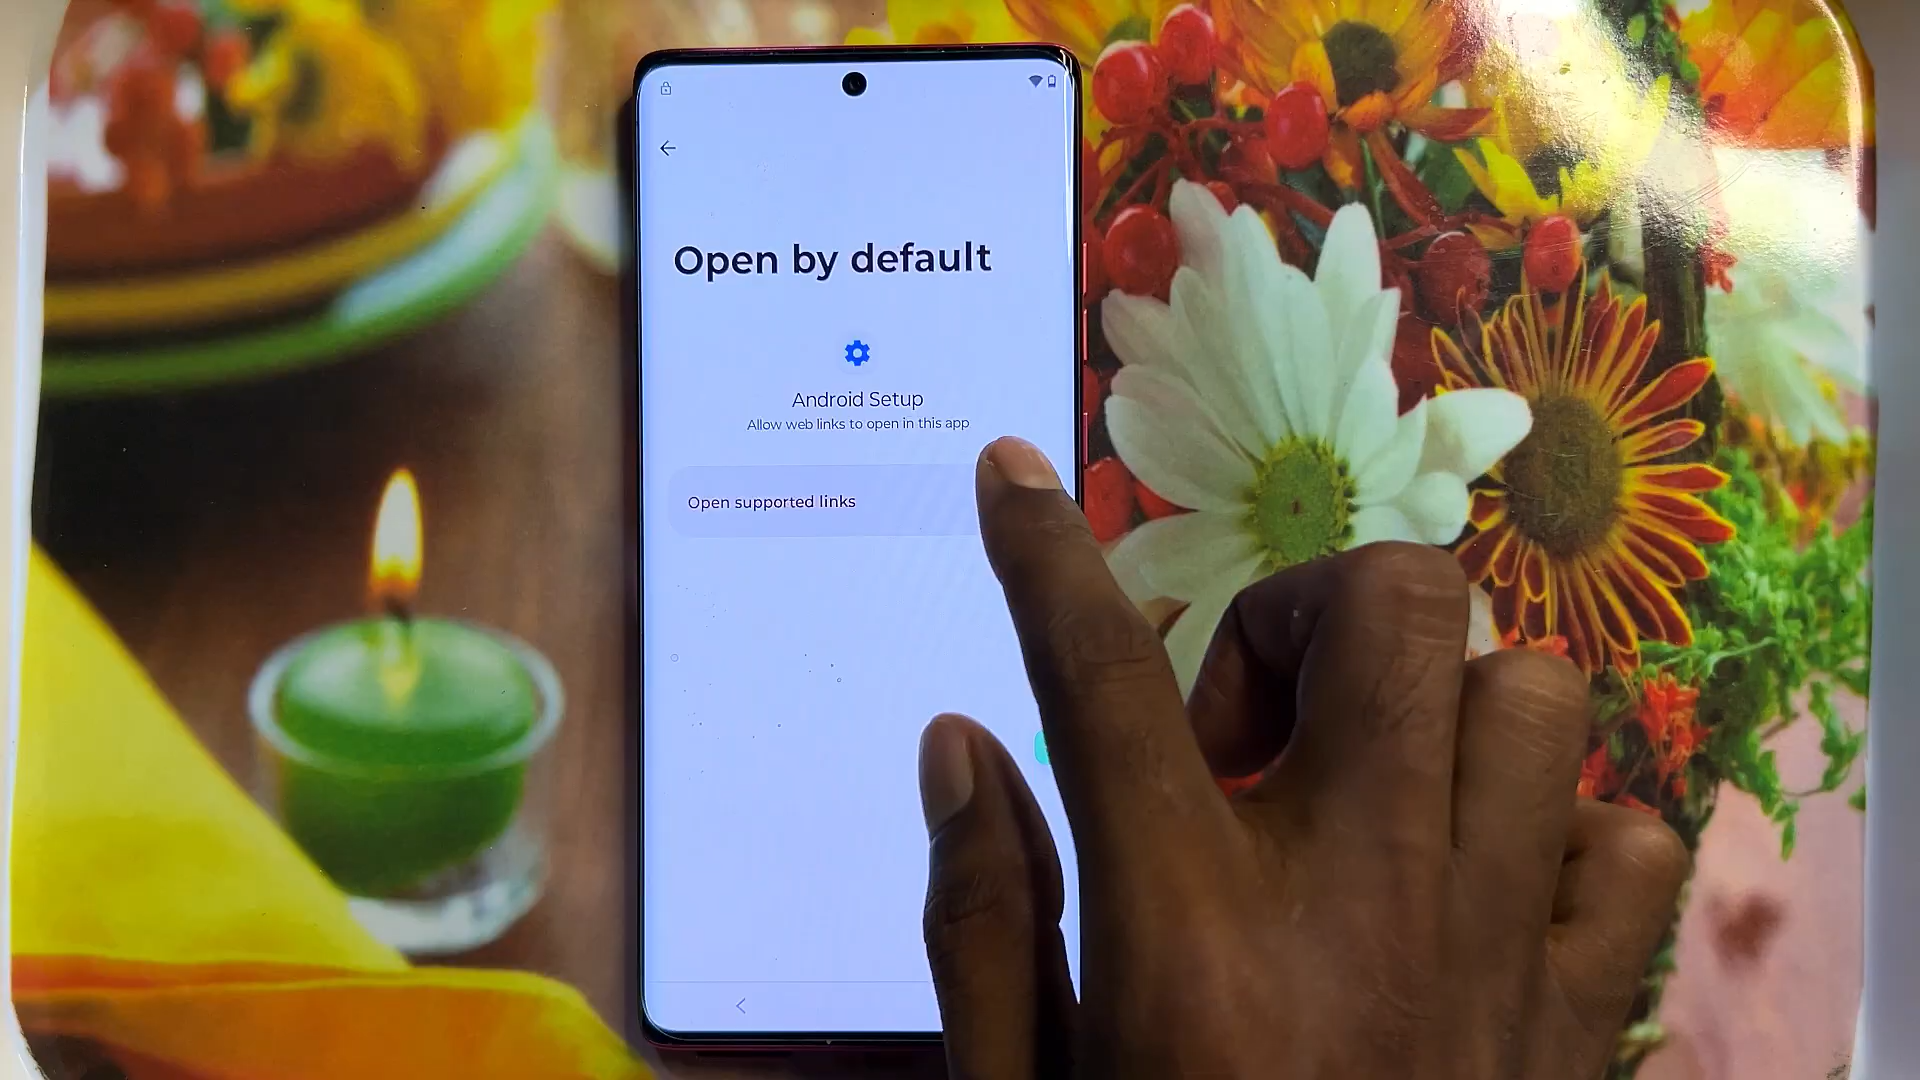 Open by default
Android Setup
Allow web links to open in this app
Open supported links